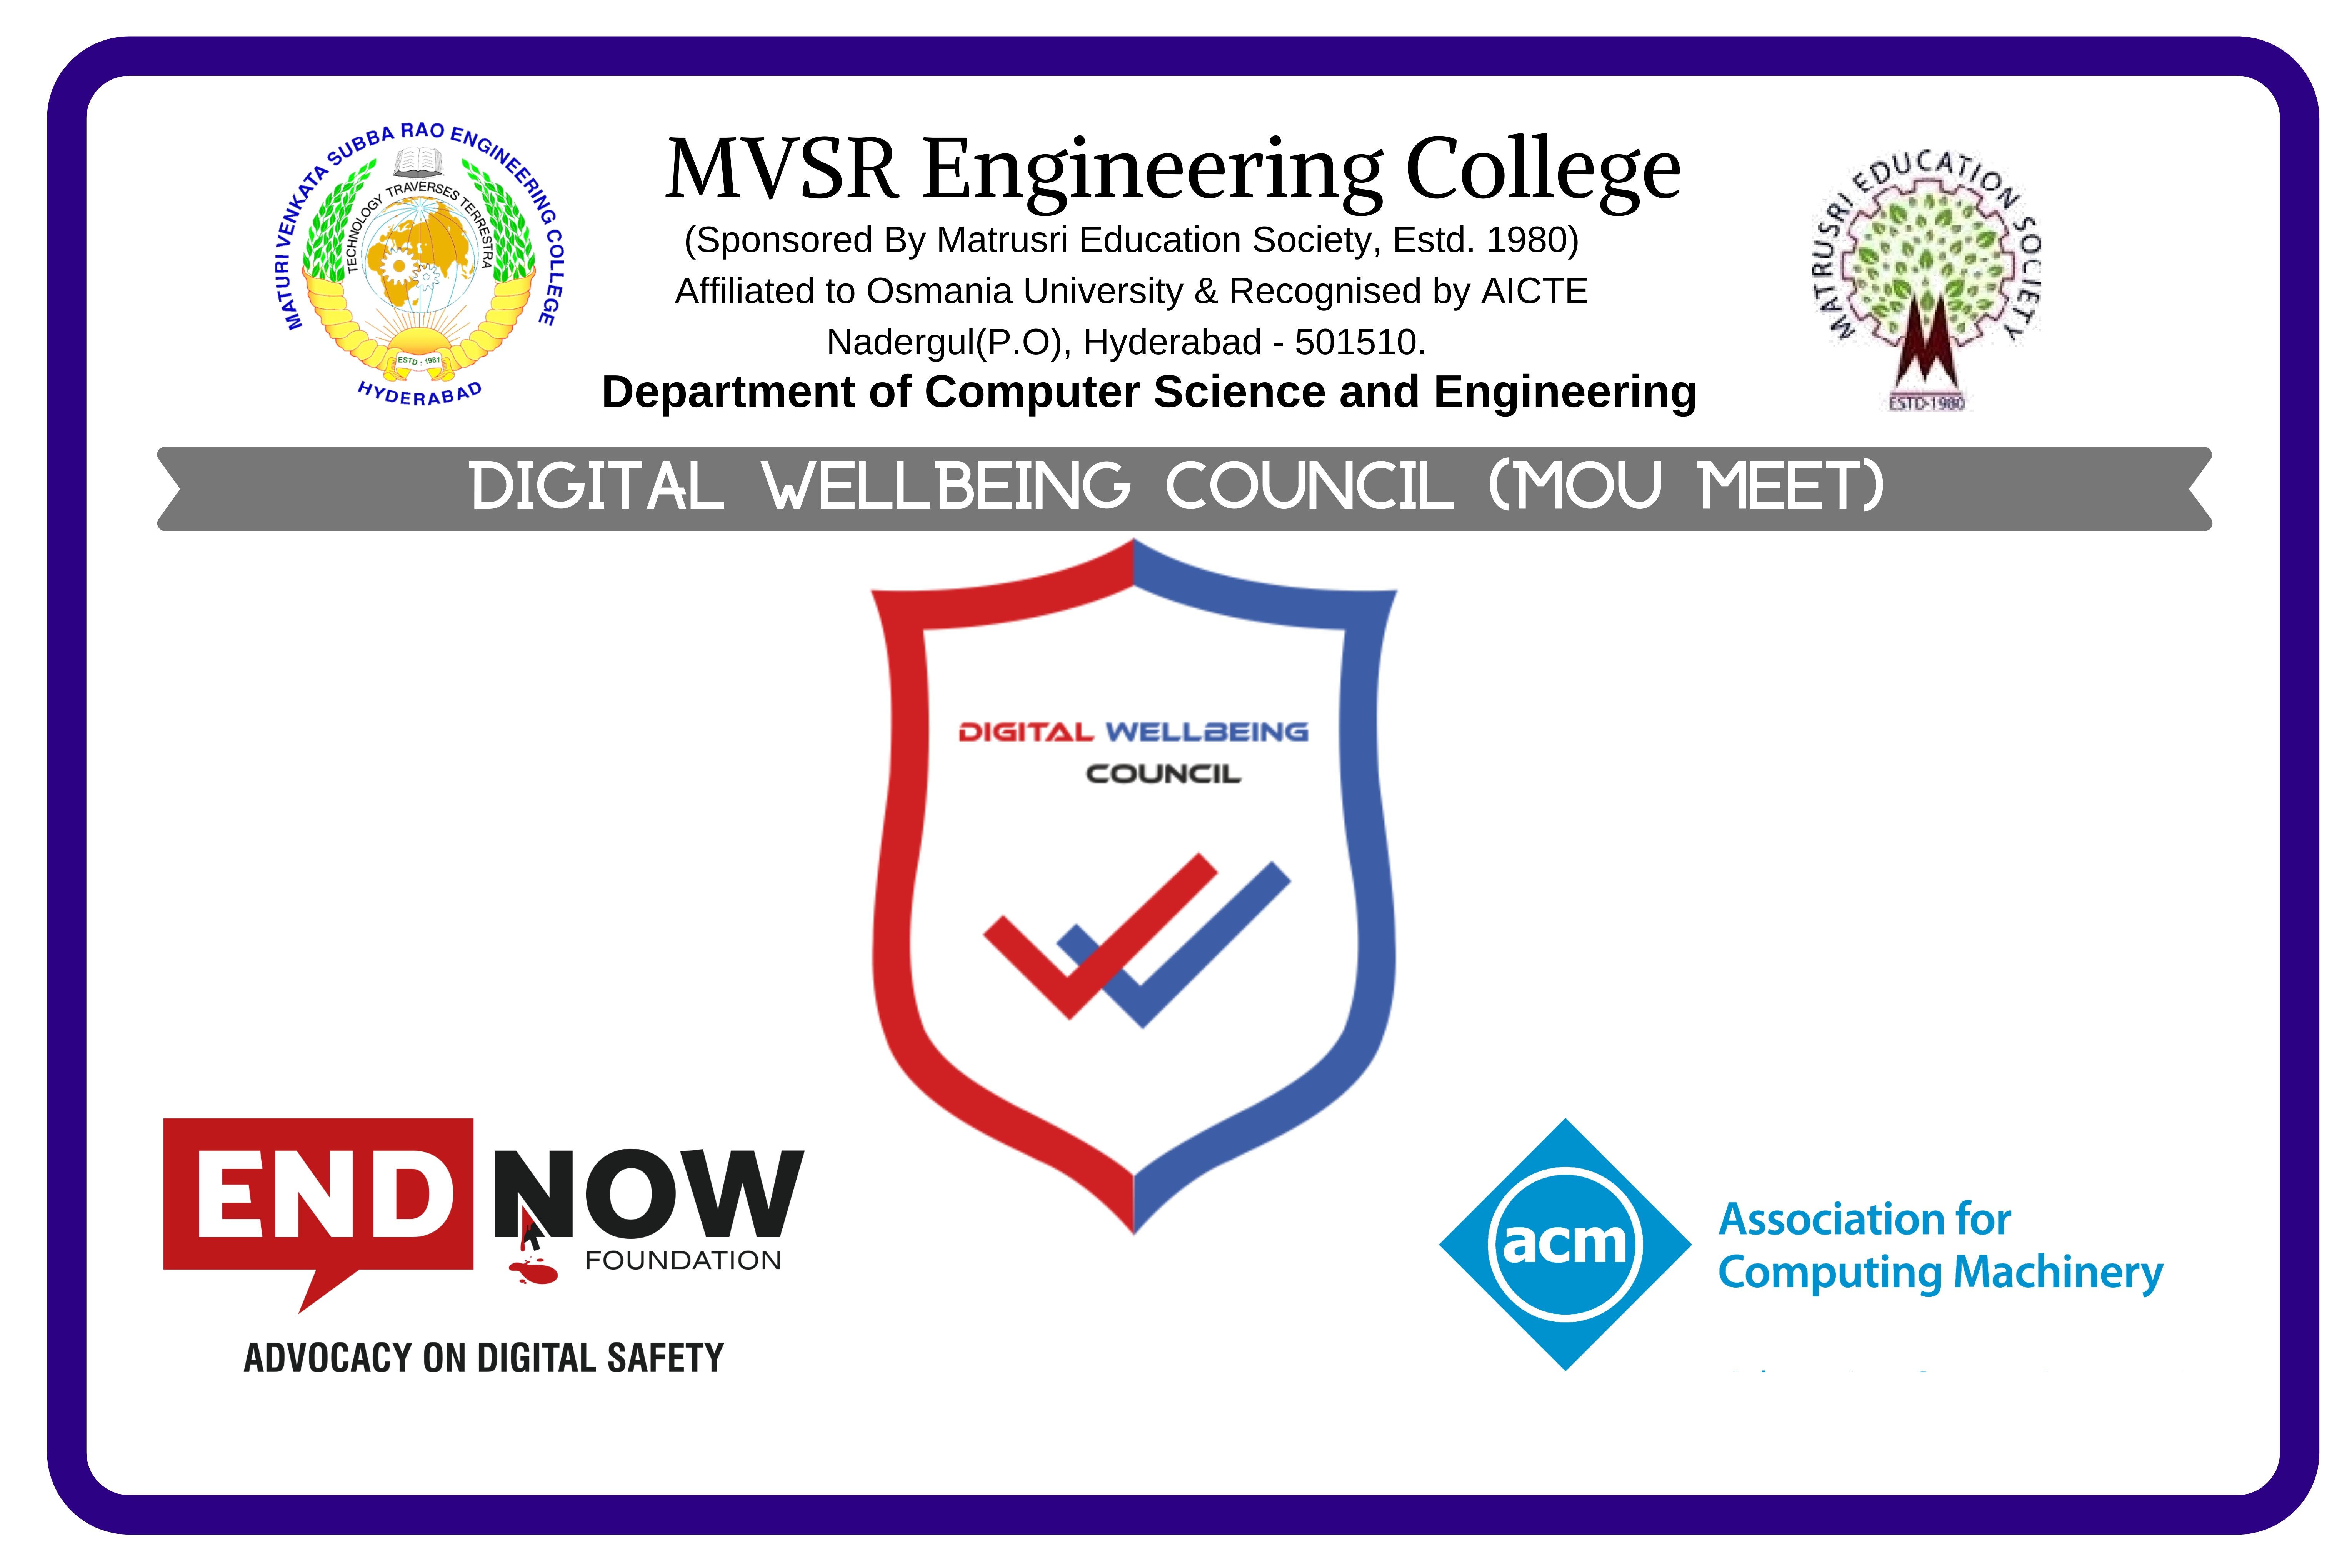 MATURI VENKATA SUBBA RAO ENGINEERING COLLEGE
TECHNOLOGY TRAVERSES TERRESTRA
ESTD : 1981
HYDERABAD
MVSR Engineering College
(Sponsored By Matrusri Education Society, Estd. 1980)
Affiliated to Osmania University & Recognised by AICTE
Nadergul(P.O), Hyderabad - 501510.
Department of Computer Science and Engineering
MATRUSRI EDUCATION SOCIETY
ESTD-1980
DIGITAL WELLBEING COUNCIL (MOU MEET)
DIGITAL WELLBEING
COUNCIL
END NOW
FOUNDATION
ADVOCACY ON DIGITAL SAFETY
acm
Association for
Computing Machinery